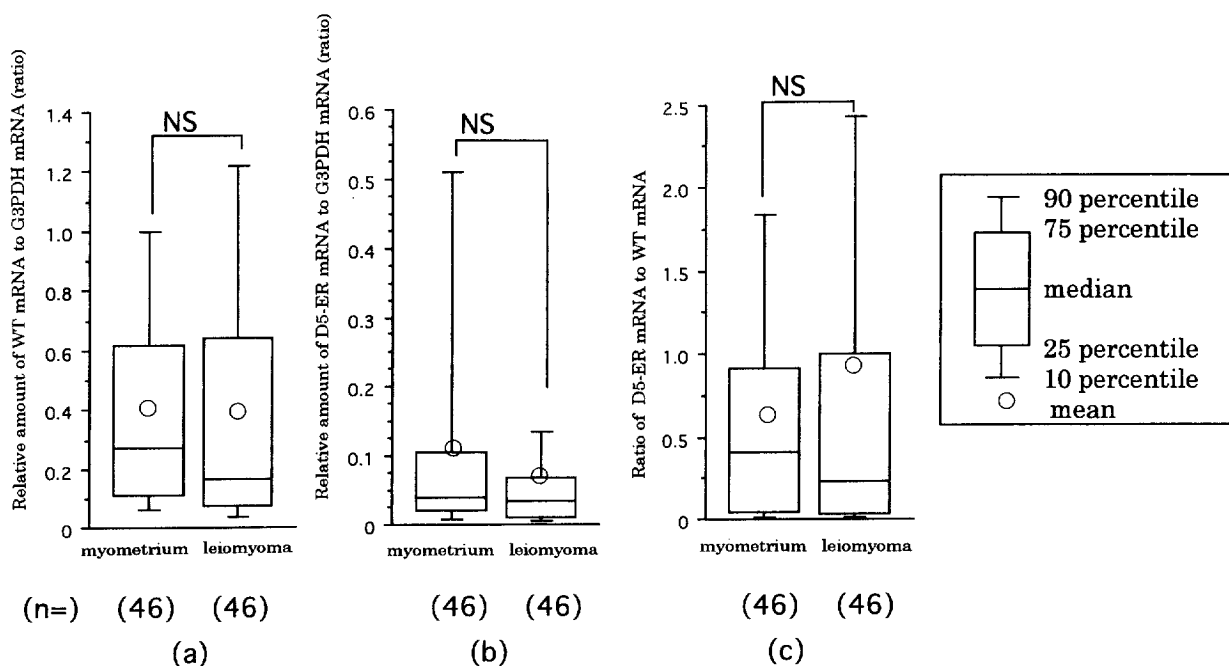 Relative amount of WT mRNA to G3PDH mRNA (ratio)
1.4
1.2
1.0
0.8
0.6
0.4
0.2
0
NS
myometrium
leiomyoma
Relative amount of D5-ER mRNA to G3PDH mRNA (ratio)
0.6
0.5
0.4
0.3
0.2
0.1
0
NS
myometrium
leiomyoma
Ratio of D5-ER mRNA to WT mRNA
2.5
2.0
1.5
1.0
0.5
0
NS
myometrium
leiomyoma
90 percentile
75 percentile
median
25 percentile
10 percentile
mean
(n=) (46) (46) (46) (46) (46) (46)
(a) (b) (c)